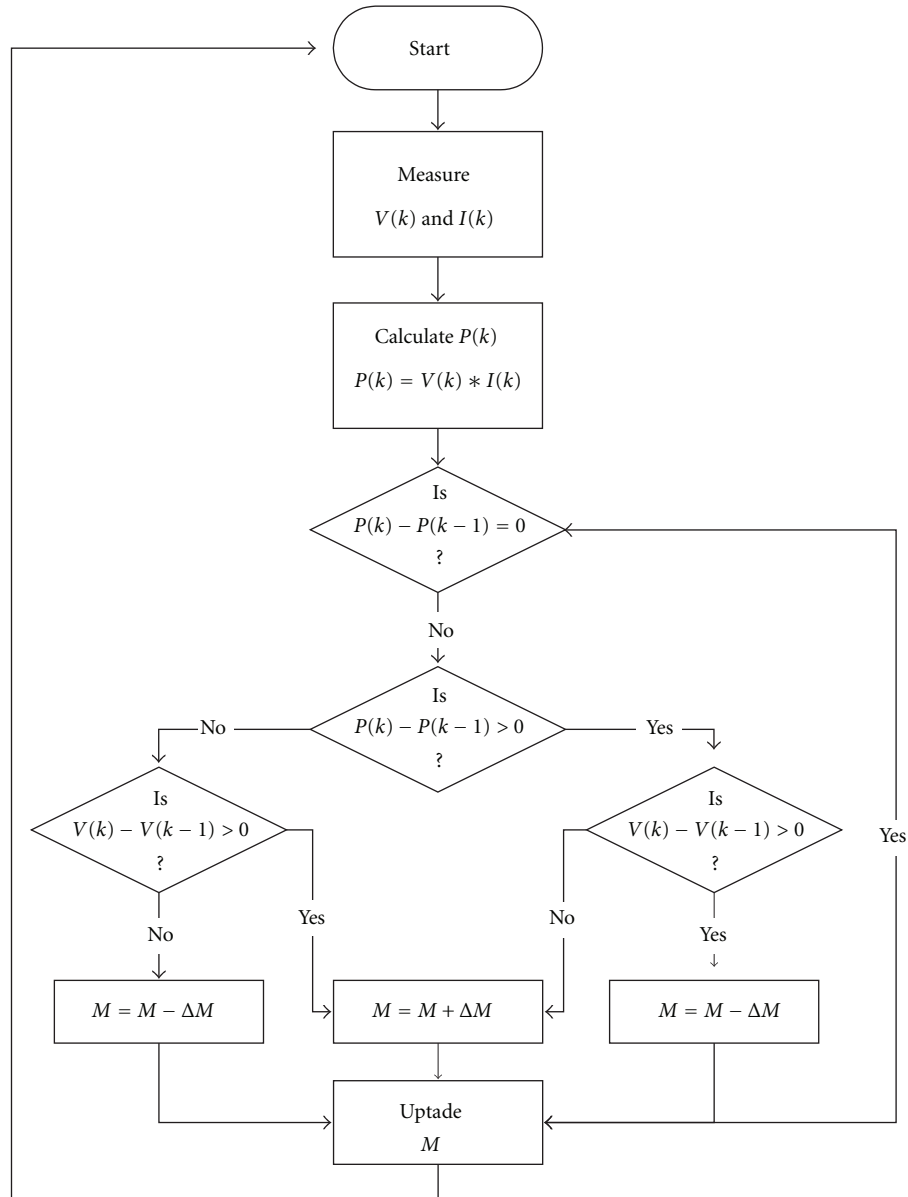 Start
Measure
V(k) and I(k)
Calculate P(k)
P(k) = V(k) ∗ I(k)
Is
P(k) − P(k − 1) = 0
?
No
Is
P(k) − P(k − 1) > 0
?
No
Yes
Is
V(k) − V(k − 1) > 0
?
Is
V(k) − V(k − 1) > 0
?
Yes
No
Yes
No
Yes
M = M − ΔM
M = M + ΔM
M = M − ΔM
Uptade
M